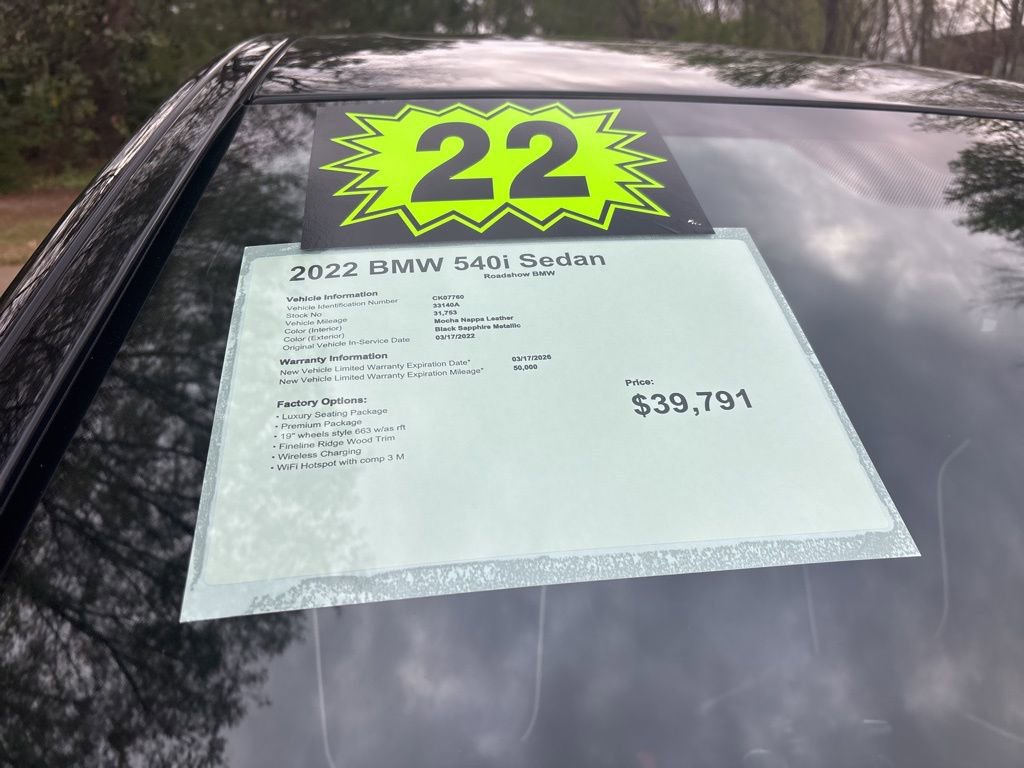 22
2022 BMW 540i Sedan
Roadshow BMW
Vehicle Information
Vehicle Identification Number CK07760
Stock No 33140A
Vehicle Mileage 31,753
Color (Interior) Mocha Nappa Leather
Color (Exterior) Black Sapphire Metallic
Original Vehicle In-Service Date 03/17/2022
Warranty Information
New Vehicle Limited Warranty Expiration Date* 03/17/2026
New Vehicle Limited Warranty Expiration Mileage* 50,000
Factory Options:
• Luxury Seating Package
• Premium Package
• 19" wheels style 663 w/as rft
• Fineline Ridge Wood Trim
• Wireless Charging
• WiFi Hotspot with comp 3 M
Price:
$39,791